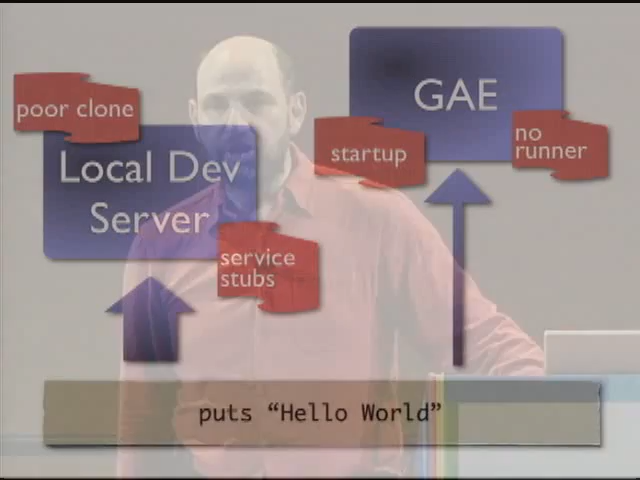 poor clone
Local Dev
Server
service
stubs
GAE
startup
no
runner
puts “Hello World”